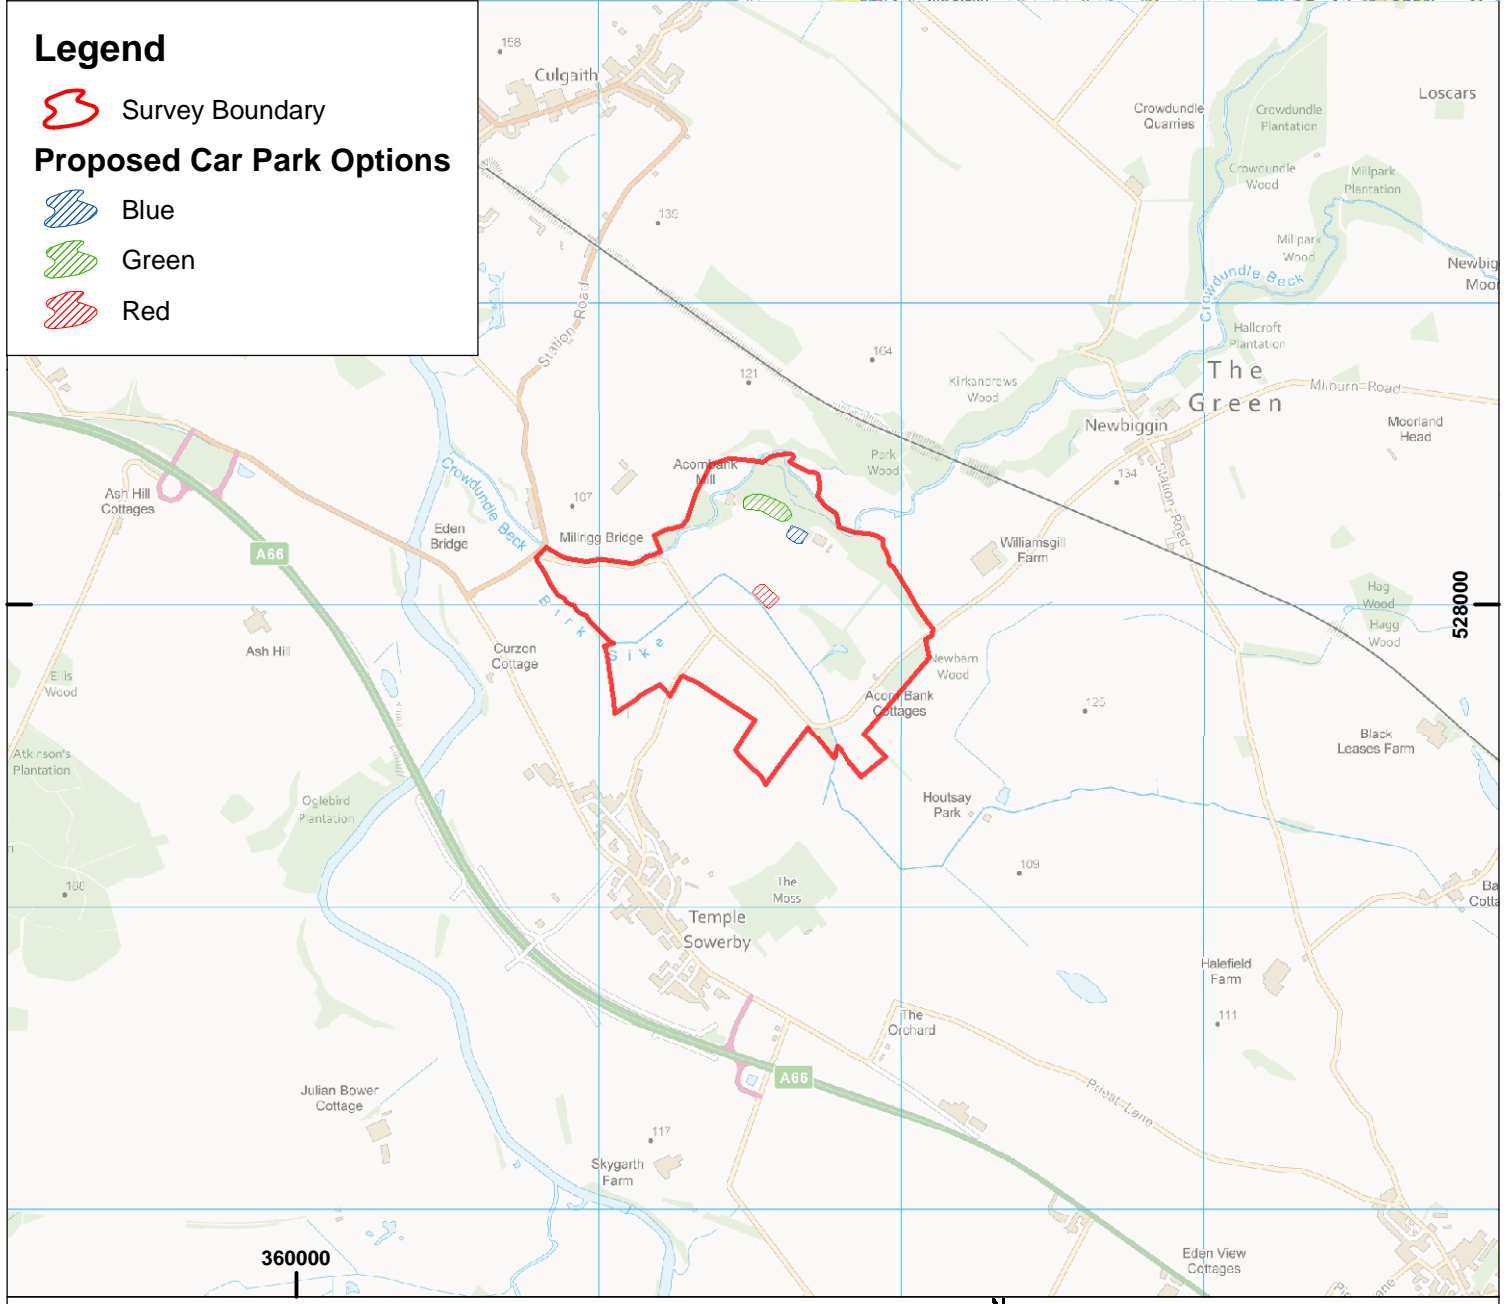 Legend
Survey Boundary
Proposed Car Park Options
Blue
Green
Red
158
Culgaith
139
Station Road
Crowdundle
Quarries
Crowdundle
Plantation
Loscars
Crowdundle
Wood
Millpark
Plantation
Millpark
Wood
Newbig
Moor
Crowdundle Beck
Hallcroft
Plantation
164
121
Kirkandrews
Wood
The
Green
Milburn Road
Newbiggin
Moorland
Head
134
Station Road
Park
Wood
Acornbank
Mill
107
Crowdundle Beck
Ash Hill
Cottages
A66
Eden
Bridge
Millrigg Bridge
Williamsgill
Farm
Hag
Wood
Hagg
Wood
528000
Birk
Sike
Ash Hill
Curzon
Cottage
Ellis
Wood
Newbarn
Wood
Acorn Bank
Cottages
125
Black
Leases Farm
Atkinson's
Plantation
Oglebird
Plantation
Houtsay
Park
109
188
The
Moss
Temple
Sowerby
Ba
Cotta
Halefield
Farm
111
The
Orchard
A66
Priest Lane
Julian Bower
Cottage
117
Skygarth
Farm
360000
Eden View
Cottages